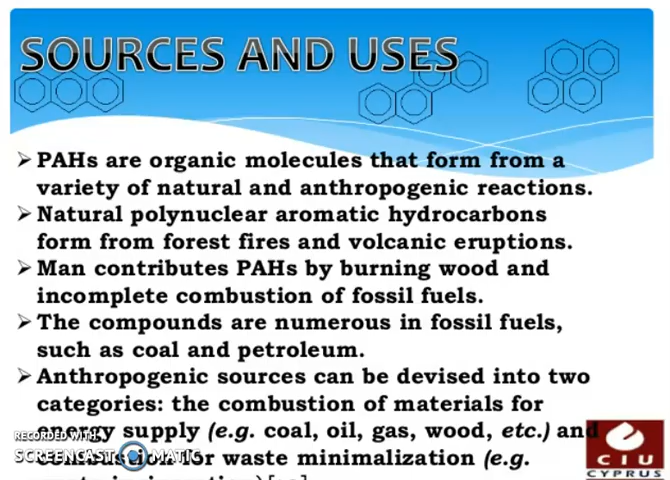 SOURCES AND USES
➢ PAHs are organic molecules that form from a
variety of natural and anthropogenic reactions.
➢ Natural polynuclear aromatic hydrocarbons
form from forest fires and volcanic eruptions.
➢ Man contributes PAHs by burning wood and
incomplete combustion of fossil fuels.
➢ The compounds are numerous in fossil fuels,
such as coal and petroleum.
➢ Anthropogenic sources can be devised into two
categories: the combustion of materials for
energy supply (e.g. coal, oil, gas, wood, etc.) and
combustion for waste minimalization (e.g.
RECORDED WITH
SCREENCAST MATIC
CIU
CYPRUS